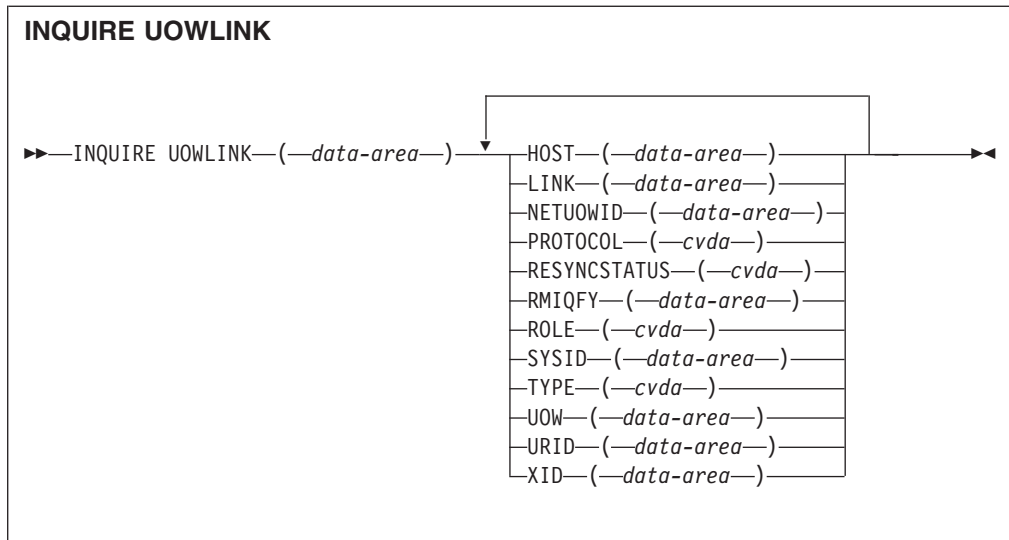 INQUIRE UOWLINK
INQUIRE UOWLINK ( data-area ) HOST ( data-area )
LINK ( data-area )
NETUOWID ( data-area )
PROTOCOL ( cvda )
RESYNCSTATUS ( cvda )
RMIQFY ( data-area )
ROLE ( cvda )
SYSID ( data-area )
TYPE ( cvda )
UOW ( data-area )
URID ( data-area )
XID ( data-area )